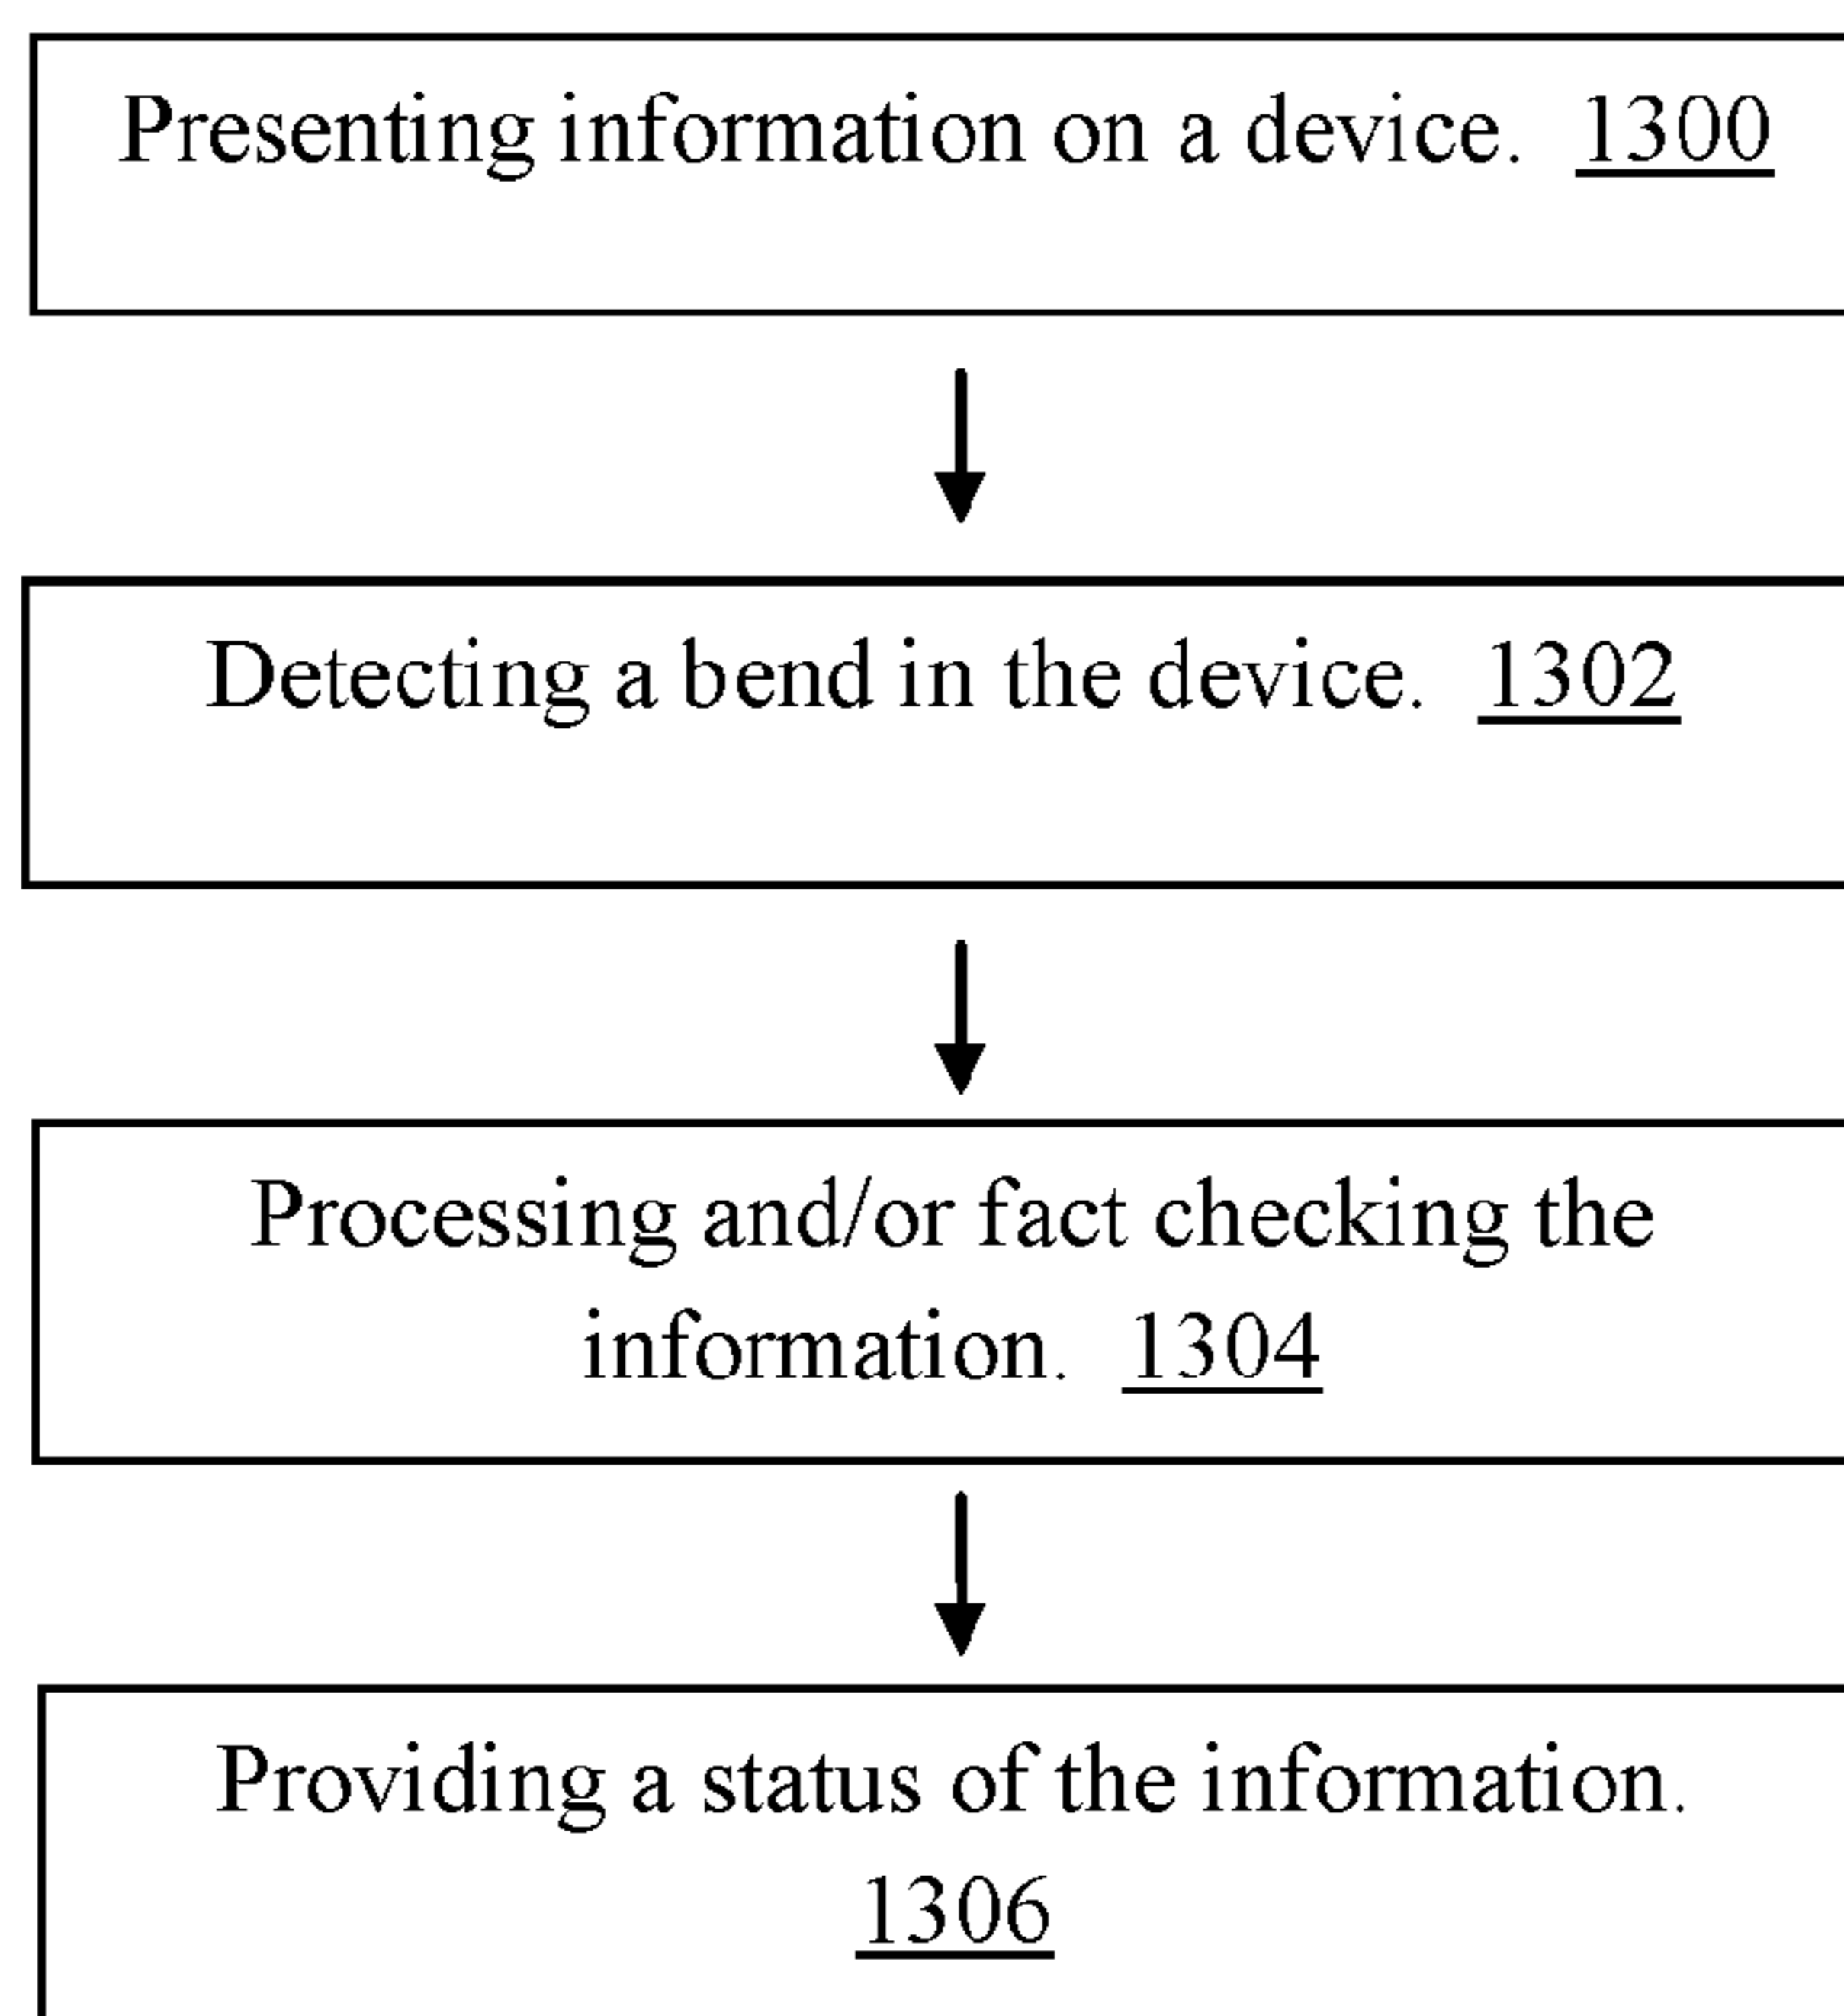 Presenting information on a device. 1300
Detecting a bend in the device. 1302
Processing and/or fact checking the
information. 1304
Providing a status of the information.
1306